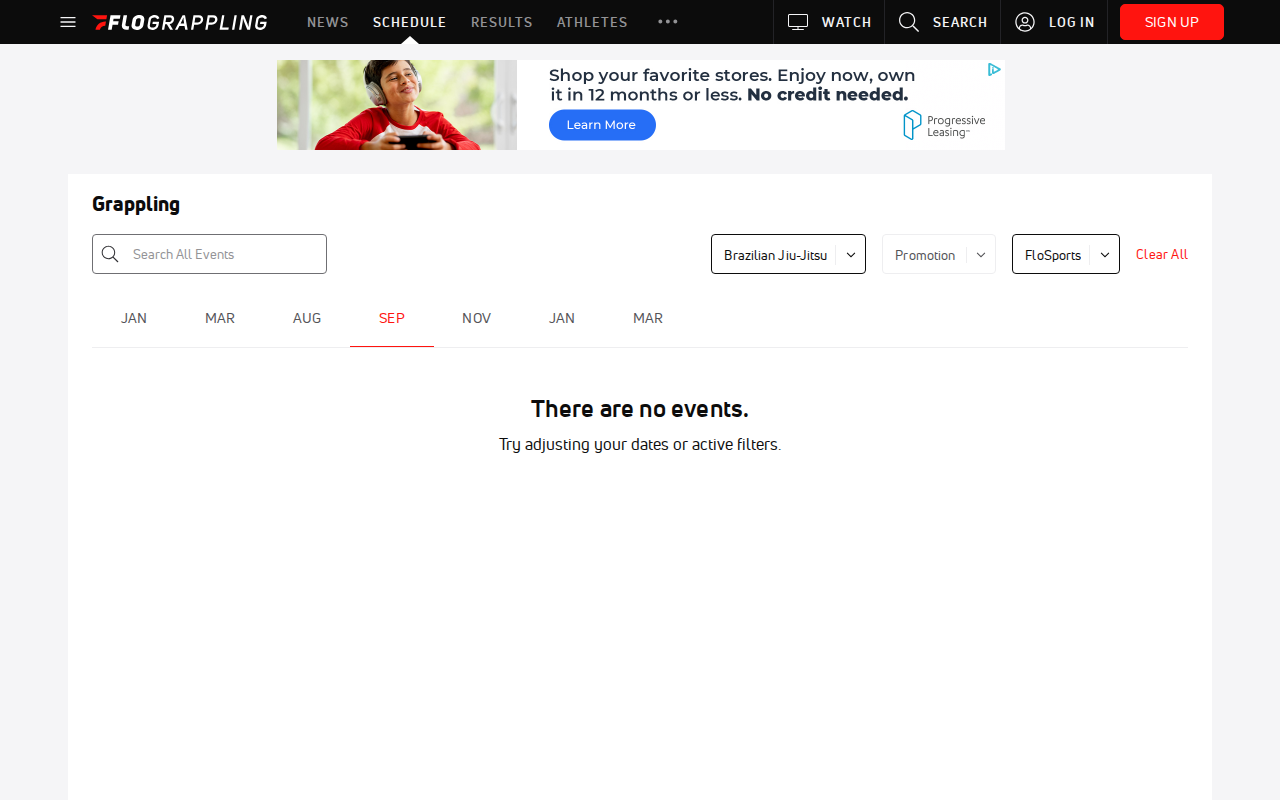 FLOGRAPPLING NEWS SCHEDULE RESULTS ATHLETES WATCH SEARCH LOG IN SIGN UP
Shop your favorite stores. Enjoy now, own
it in 12 months or less. No credit needed.
Learn More
Progressive
Leasing
Grappling
Search All Events Brazilian Jiu-Jitsu Promotion FloSports Clear All
JAN MAR AUG SEP NOV JAN MAR
There are no events.
Try adjusting your dates or active filters.